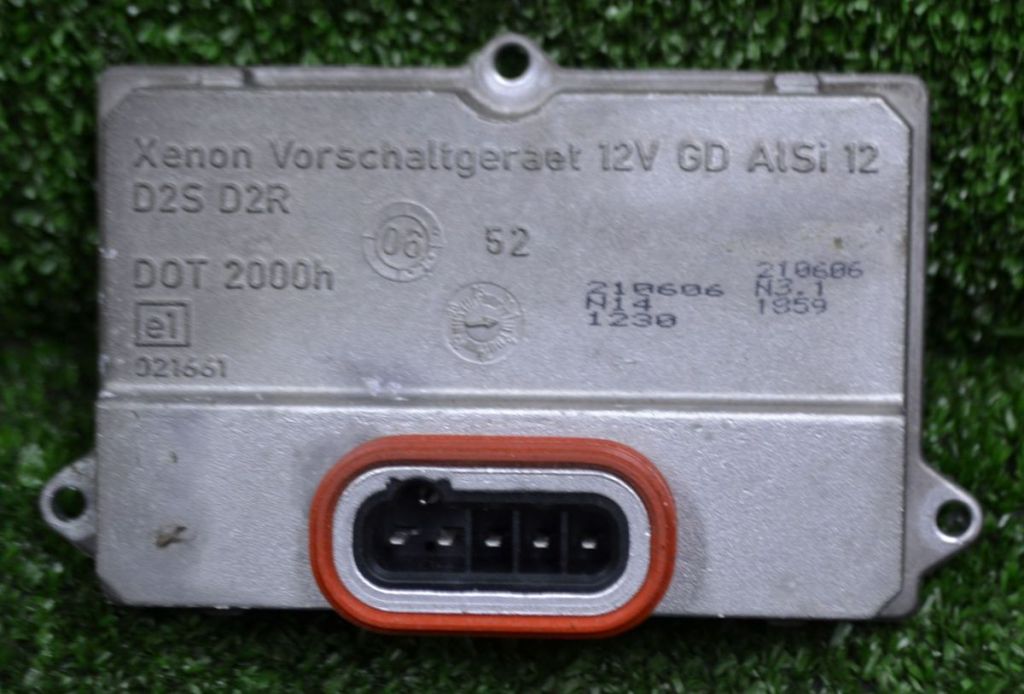 Xenon Vorschaltgeraet 12V GD AlSi 12
D2S D2R
06
52
DOT 2000h
e1
021661
210606
N14
1230
210606
N3.1
1859